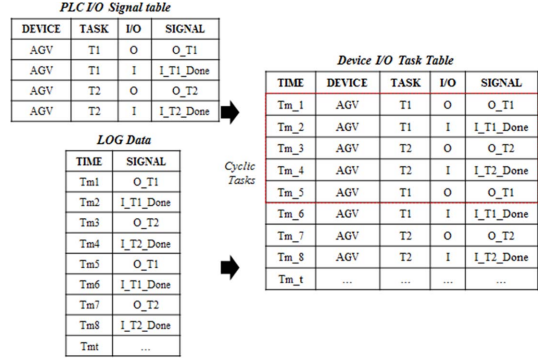 PLC I/O Signal table
DEVICE TASK I/O SIGNAL
AGV T1 O O_T1
AGV T1 I I_T1_Done
AGV T2 O O_T2
AGV T2 I I_T2_Done
LOG Data
TIME SIGNAL
Tm1 O_T1
Tm2 I_T1_Done
Tm3 O_T2
Tm4 I_T2_Done
Tm5 O_T1
Tm6 I_T1_Done
Tm7 O_T2
Tm8 I_T2_Done
Tmt ...
Cyclic
Tasks
Device I/O Task Table
TIME DEVICE TASK I/O SIGNAL
Tm_1 AGV T1 O O_T1
Tm_2 AGV T1 I I_T1_Done
Tm_3 AGV T2 O O_T2
Tm_4 AGV T2 I I_T2_Done
Tm_5 AGV T1 O O_T1
Tm_6 AGV T1 I I_T1_Done
Tm_7 AGV T2 O O_T2
Tm_8 AGV T2 I I_T2_Done
Tm_t ... ... ... ...